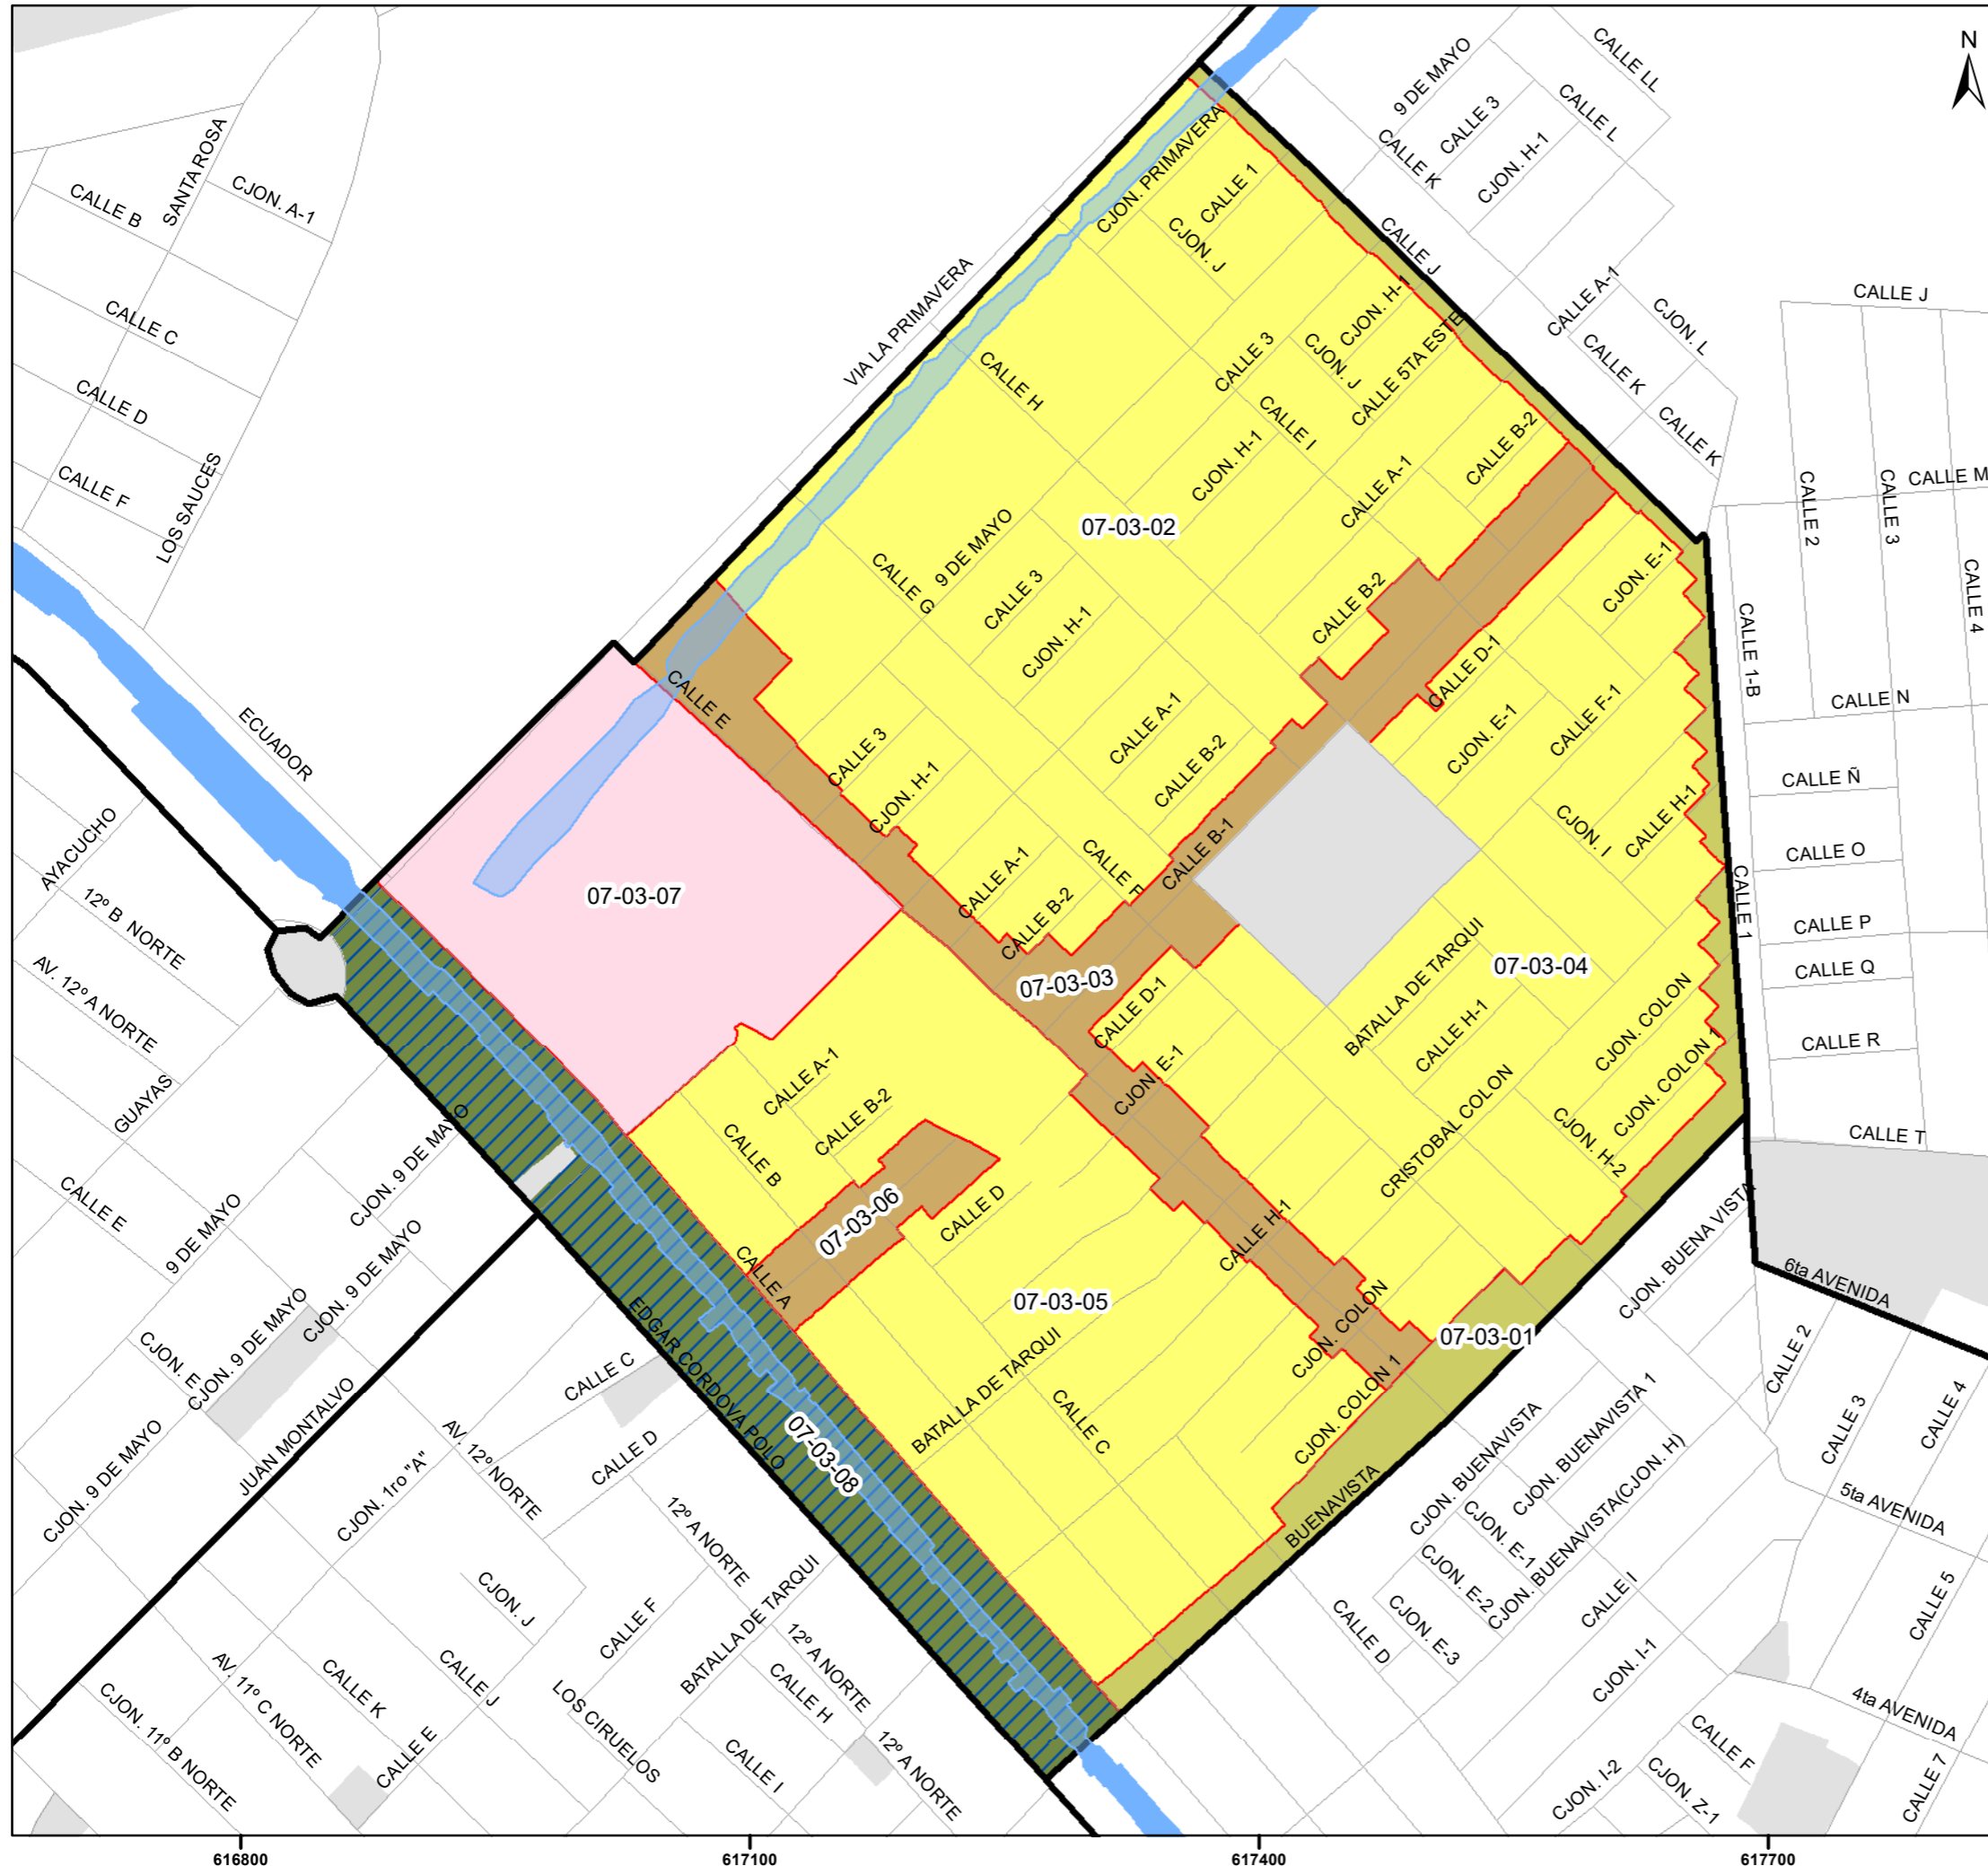 N
CALLE LL
9 DE MAYO
CALLE 3
CALLE L
CJON. H-1
CALLE K
SANTA ROSA
CALLE B
CJON. A-1
CJON. PRIMAVERA
CALLE 1
CJON. J
CALLE J
VIA LA PRIMAVERA
CALLE C
CALLE A-1
CJON. L
CALLE J
CJON. H-1
CALLE 3
CJON. J
CALLE 5TA ESTE
CALLE K
CALLE H
CALLE D
CALLE I
CALLE K
CALLE B-2
CJON. H-1
CALLE A-1
CALLE F
LOS SAUCES
CALLE 2
CALLE 3
CALLE M
07-03-02
9 DE MAYO
CALLE G
CALLE 3
CJON. E-1
CALLE B-2
CALLE 4
CJON. H-1
CALLE 1-B
CALLE D-1
CALLE E
CALLE N
CALLE F-1
ECUADOR
CALLE A-1
CJON. E-1
CALLE 3
CALLE B-2
CALLE Ñ
CJON. H-1
CJON. I
CALLE H-1
AYACUCHO
CALLE O
CALLE B-1
CALLE F
CALLE A-1
CALLE B-2
07-03-07
CALLE 1
CALLE P
12º B NORTE
BATALLA DE TARQUI
07-03-04
CALLE Q
07-03-03
AV. 12º A NORTE
CALLE D-1
CALLE H-1
CJON. COLON
CALLE R
CJON. COLON 1
CALLE A-1
CJON. E-1
GUAYAS
CALLE B-2
CRISTOBAL COLON
CJON. H-2
CALLE T
CJON. 9 DE MAYO
CALLE B
CALLE E
9 DE MAYO
07-03-06
CALLE D
CALLE H-1
CJON. BUENA VISTA
CJON. 9 DE MAYO
CALLE A
6ta AVENIDA
07-03-05
CJON. COLON
07-03-01
CJON. E
CJON. 9 DE MAYO
EDGAR CORDOVA POLO
BATALLA DE TARQUI
CALLE 2
JUAN MONTALVO
CALLE C
CALLE C
CJON. COLON 1
CJON. BUENAVISTA
CJON. BUENAVISTA 1
CALLE 3
CALLE 4
CJON. 9 DE MAYO
CJON. 1ro "A"
AV. 12º NORTE
CALLE D
07-03-08
BUENAVISTA
CJON. E-1
CJON. BUENAVISTA(CJON. H)
5ta AVENIDA
12º A NORTE
CJON. E-2
CJON. J
CALLE F
BATALLA DE TARQUI
CALLE D
CJON. E-3
CALLE I
CALLE 5
AV. 11º C NORTE
CALLE K
CALLE J
LOS CIRUELOS
12º A NORTE
CALLE H
CJON. I-1
CJON. 11º B NORTE
CALLE E
CALLE I
12º A NORTE
4ta AVENIDA
CALLE F
CJON. I-2
CJON. Z-1
CALLE 7
616800
617100
617400
617700